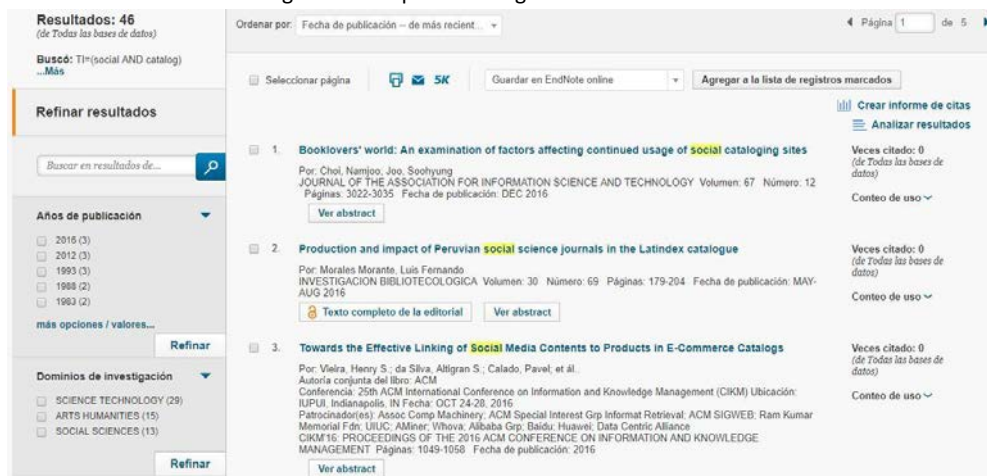 Resultados: 46
(de Todas las bases de datos)
Buscó: TI=(social AND catalog)
...Más
Refinar resultados
Buscar en resultados de...
Años de publicación
2016 (3)
2012 (3)
1993 (3)
1988 (2)
1983 (2)
más opciones / valores...
Refinar
Dominios de investigación
SCIENCE TECHNOLOGY (29)
ARTS HUMANITIES (15)
SOCIAL SCIENCES (13)
Refinar
Ordenar por: Fecha de publicación -- de más recient...
Página 1 de 5
Seleccionar página
5K
Guardar en EndNote online
Agregar a la lista de registros marcados
Crear informe de citas
Analizar resultados
1. Booklovers' world: An examination of factors affecting continued usage of social cataloging sites
Por: Choi, Namjoo; Joo, Soohyung
JOURNAL OF THE ASSOCIATION FOR INFORMATION SCIENCE AND TECHNOLOGY Volumen: 67 Número: 12
Páginas: 3022-3035 Fecha de publicación: DEC 2016
Ver abstract
Veces citado: 0
(de Todas las bases de
datos)
Conteo de uso
2. Production and impact of Peruvian social science journals in the Latindex catalogue
Por: Morales Morante, Luis Fernando
INVESTIGACION BIBLIOTECOLOGICA Volumen: 30 Número: 69 Páginas: 179-204 Fecha de publicación: MAY-
AUG 2016
Texto completo de la editorial
Ver abstract
Veces citado: 0
(de Todas las bases de
datos)
Conteo de uso
3. Towards the Effective Linking of Social Media Contents to Products in E-Commerce Catalogs
Por: Vieira, Henry S.; da Silva, Altigran S.; Calado, Pavel; et ál..
Autoría conjunta del libro: ACM
Conferencia: 25th ACM International Conference on Information and Knowledge Management (CIKM) Ubicación:
IUPUI, Indianapolis, IN Fecha: OCT 24-28, 2016
Patrocinador(es): Assoc Comp Machinery; ACM Special Interest Grp Informat Retrieval; ACM SIGWEB; Ram Kumar
Memorial Fdn; UIUC; AMiner; Whova; Alibaba Grp; Baidu; Huawei; Data Centric Alliance
CIKM'16: PROCEEDINGS OF THE 2016 ACM CONFERENCE ON INFORMATION AND KNOWLEDGE
MANAGEMENT Páginas: 1049-1058 Fecha de publicación: 2016
Ver abstract
Veces citado: 0
(de Todas las bases de
datos)
Conteo de uso